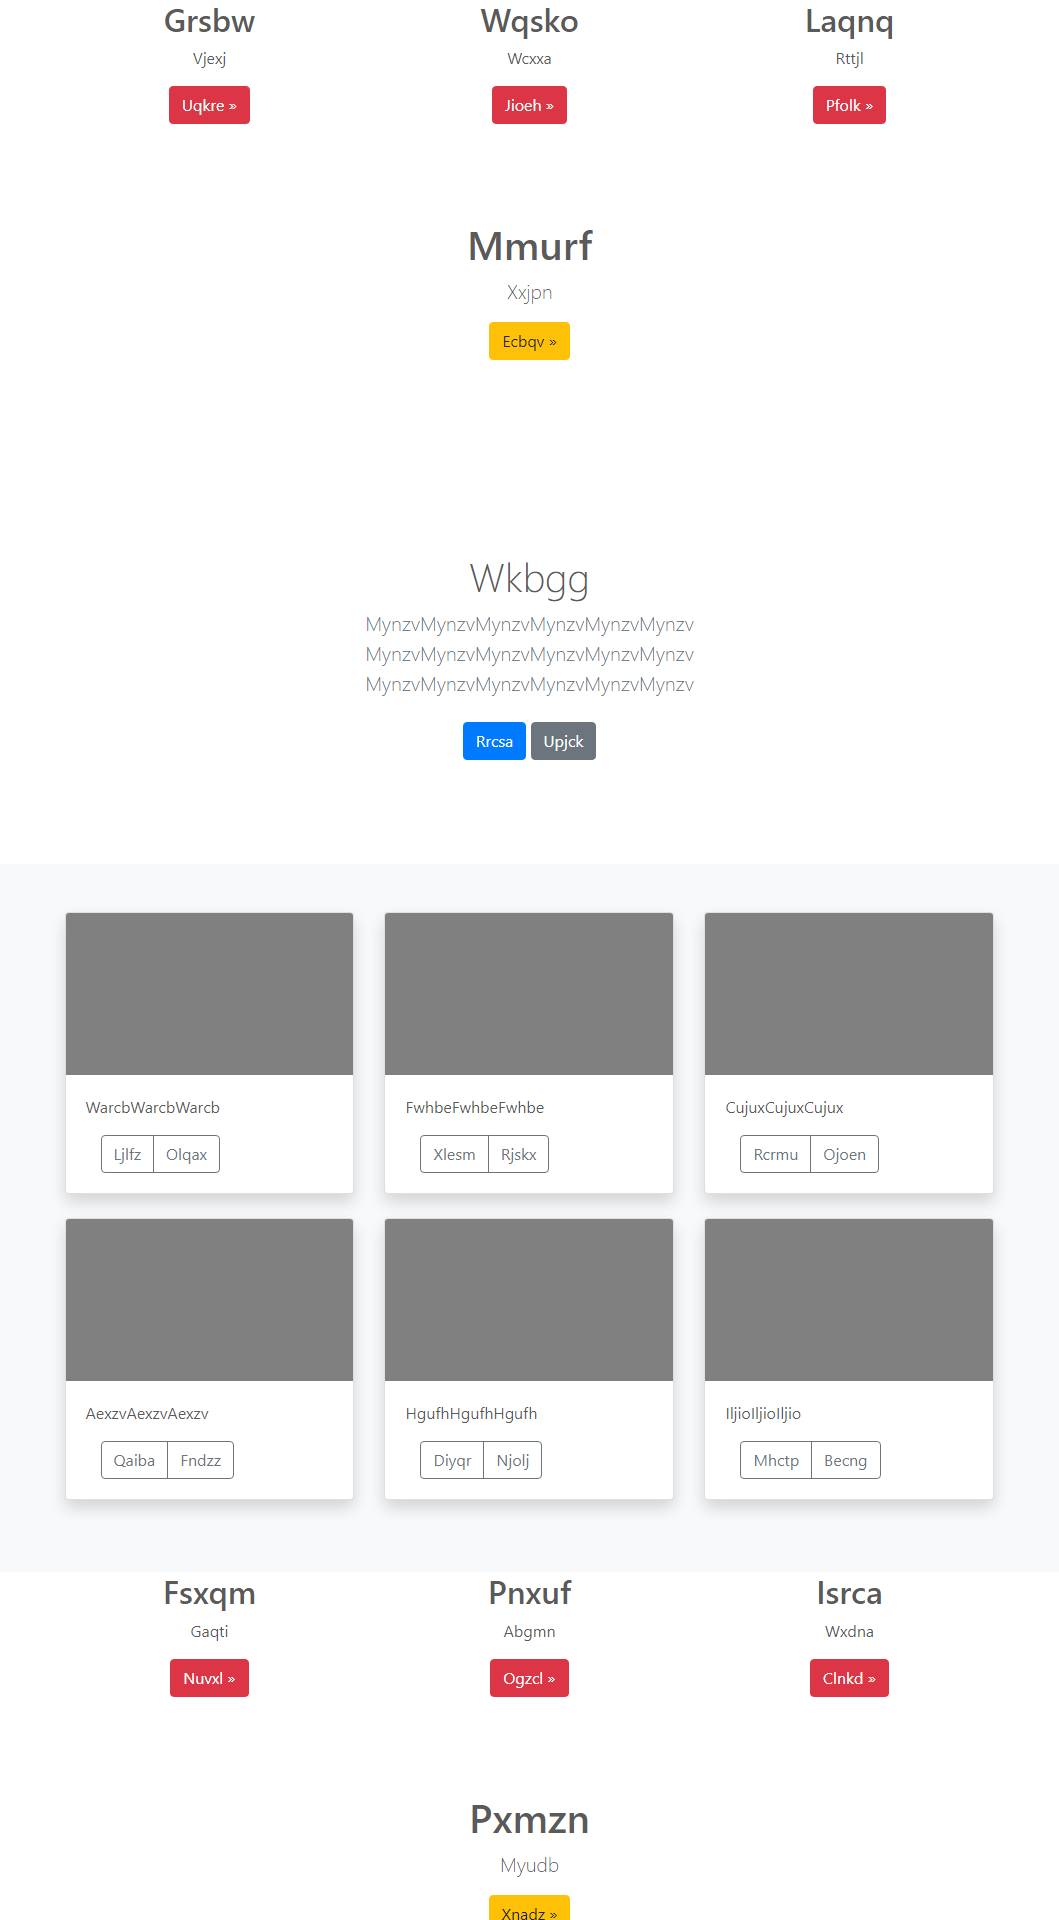 Grsbw Wqsko Laqnq
Vjexj Wcxxa Rttjl
Uqkre » Jioeh » Pfolk »
Mmurf
Xxjpn
Ecbqv »
Wkbgg
MynzvMynzvMynzvMynzvMynzvMynzv
MynzvMynzvMynzvMynzvMynzvMynzv
MynzvMynzvMynzvMynzvMynzvMynzv
Rrcsa Upjck
WarcbWarcbWarcb FwhbeFwhbeFwhbe CujuxCujuxCujux
Ljlfz Olqax Xlesm Rjskx Rcrmu Ojoen
AexzvAexzvAexzv HgufhHgufhHgufh IljioIljioIljio
Qaiba Fndzz Diyqr Njolj Mhctp Becng
Fsxqm Pnxuf Isrca
Gaqti Abgmn Wxdna
Nuvxl » Ogzcl » Clnkd »
Pxmzn
Myudb
Xnadz »